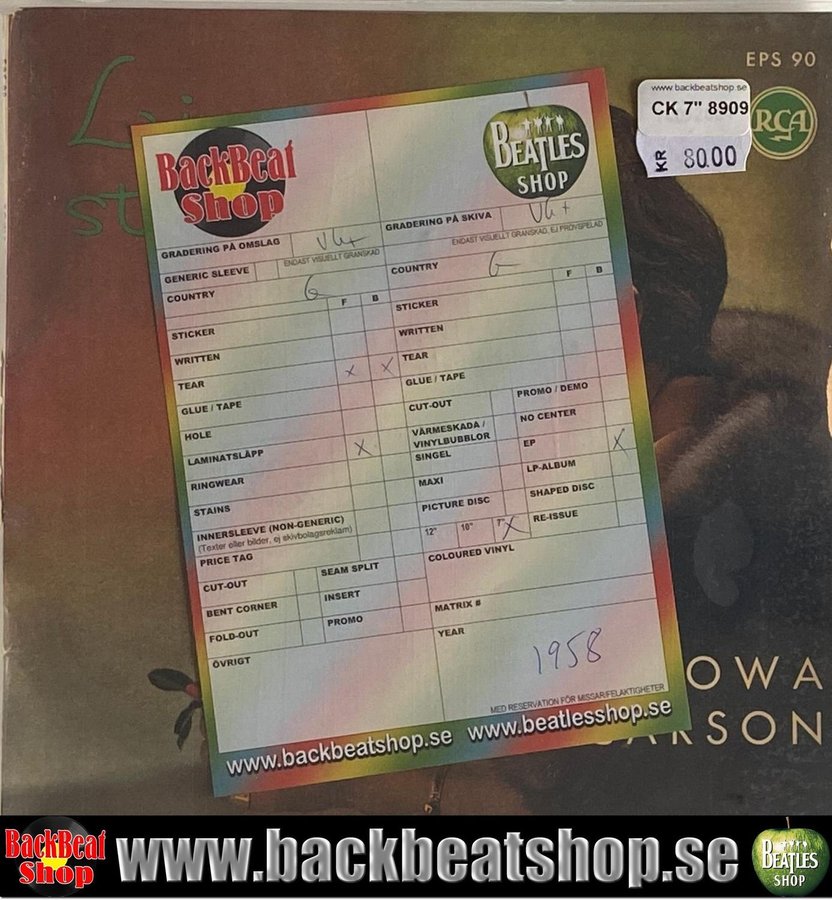 EPS 90
www.backbeatshop.se
CK 7" 8909
RCA
KR 80.00
BackBeat
Shop
BEATLES
SHOP
GRADERING PÅ OMSLAG VG+
ENDAST VISUELLT GRANSKAD
GENERIC SLEEVE
COUNTRY G
F B
STICKER
WRITTEN
TEAR X X
GLUE / TAPE
HOLE
LAMINATSLÄPP X
RINGWEAR
STAINS
INNERSLEEVE (NON-GENERIC)
(Texter eller bilder, ej skivbolagsreklam)
PRICE TAG
CUT-OUT
SEAM SPLIT
BENT CORNER
INSERT
FOLD-OUT
PROMO
ÖVRIGT
GRADERING PÅ SKIVA VG+
ENDAST VISUELLT GRANSKAD, EJ PROVSPELAD
COUNTRY G
F B
STICKER
WRITTEN
TEAR
GLUE / TAPE
CUT-OUT
PROMO / DEMO
VÄRMESKADA /
VINYLBUBBLOR
NO CENTER
SINGEL
EP X
MAXI
LP-ALBUM
PICTURE DISC
SHAPED DISC
12" 10" 7" X
RE-ISSUE
COLOURED VINYL
MATRIX #
YEAR
1958
MED RESERVATION FÖR MISSAR/FELAKTIGHETER
www.backbeatshop.se www.beatlesshop.se
OWA
ARSON
BackBeat
Shop
www.backbeatshop.se
BEATLES
SHOP